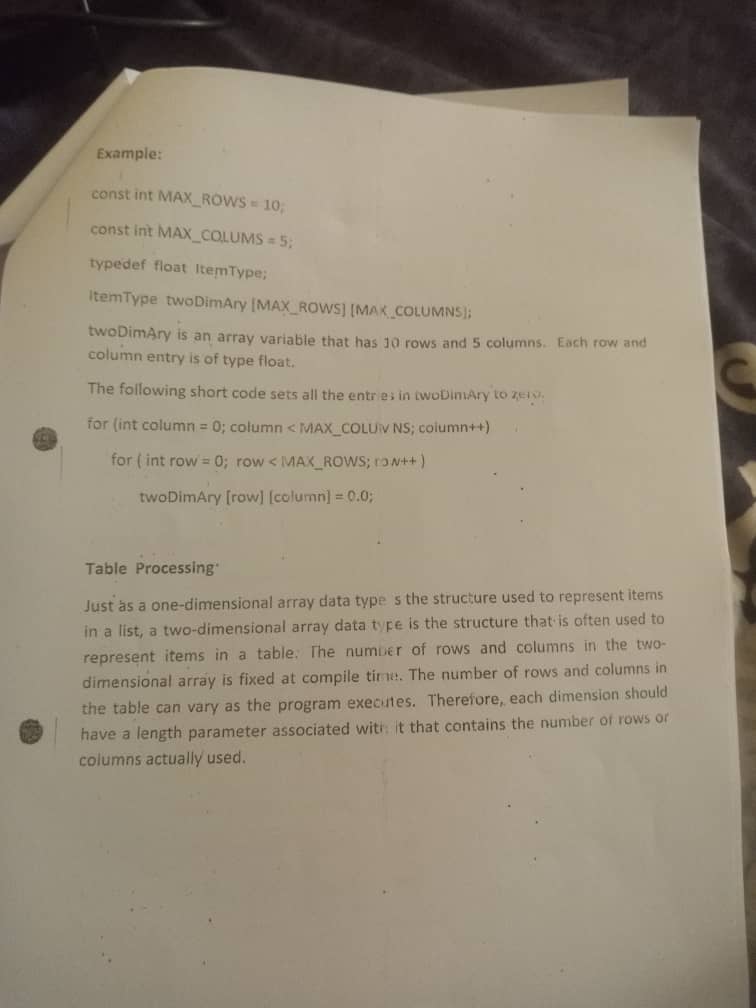 Example:
const int MAX_ROWS = 10;
const int MAX_COLUMS = 5;
typedef float ItemType;
ItemType twoDimAry [MAX_ROWS] [MAX_COLUMNS];
twoDimAry is an array variable that has 10 rows and 5 columns. Each row and
column entry is of type float.
The following short code sets all the entries in twoDimAry to zero.
for (int column = 0; column < MAX_COLUMNS; column++)
for ( int row = 0; row < MAX_ROWS; row++ )
twoDimAry [row] [column] = 0.0;
Table Processing
Just as a one-dimensional array data type is the structure used to represent items
in a list, a two-dimensional array data type is the structure that is often used to
represent items in a table. The number of rows and columns in the two-
dimensional array is fixed at compile time. The number of rows and columns in
the table can vary as the program executes. Therefore, each dimension should
have a length parameter associated with it that contains the number of rows or
columns actually used.